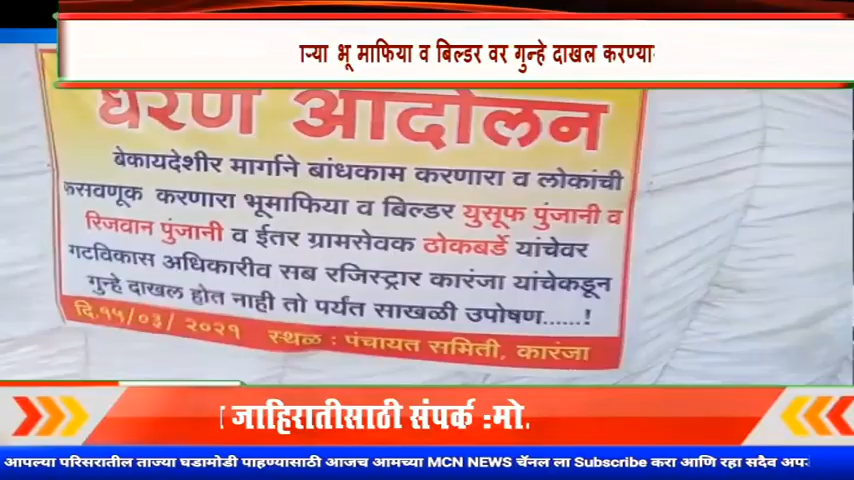 ऱ्या भू माफिया व बिल्डर वर गुन्हे दाखल करण्या
धरणे आंदोलन
बेकायदेशीर मार्गाने बांधकाम करणारा व लोकांची
फसवणूक करणारा भूमाफिया व बिल्डर युसूफ पुंजानी व
रिजवान पुंजानी व ईतर ग्रामसेवक ठोकबर्डे यांचेवर
गटविकास अधिकारीव सब रजिस्ट्रार कारंजा यांचेकडून
गुन्हे दाखल होत नाही तो पर्यंत साखळी उपोषण......!
दि.१५/०३/ २०२१ स्थळ : पंचायत समिती, कारंजा
जाहिरातीसाठी संपर्क :मो.
आपल्या परिसरातील ताज्या घडामोडी पाहण्यासाठी आजच आमच्या MCN NEWS चॅनल ला Subscribe करा आणि रहा सदैव अप